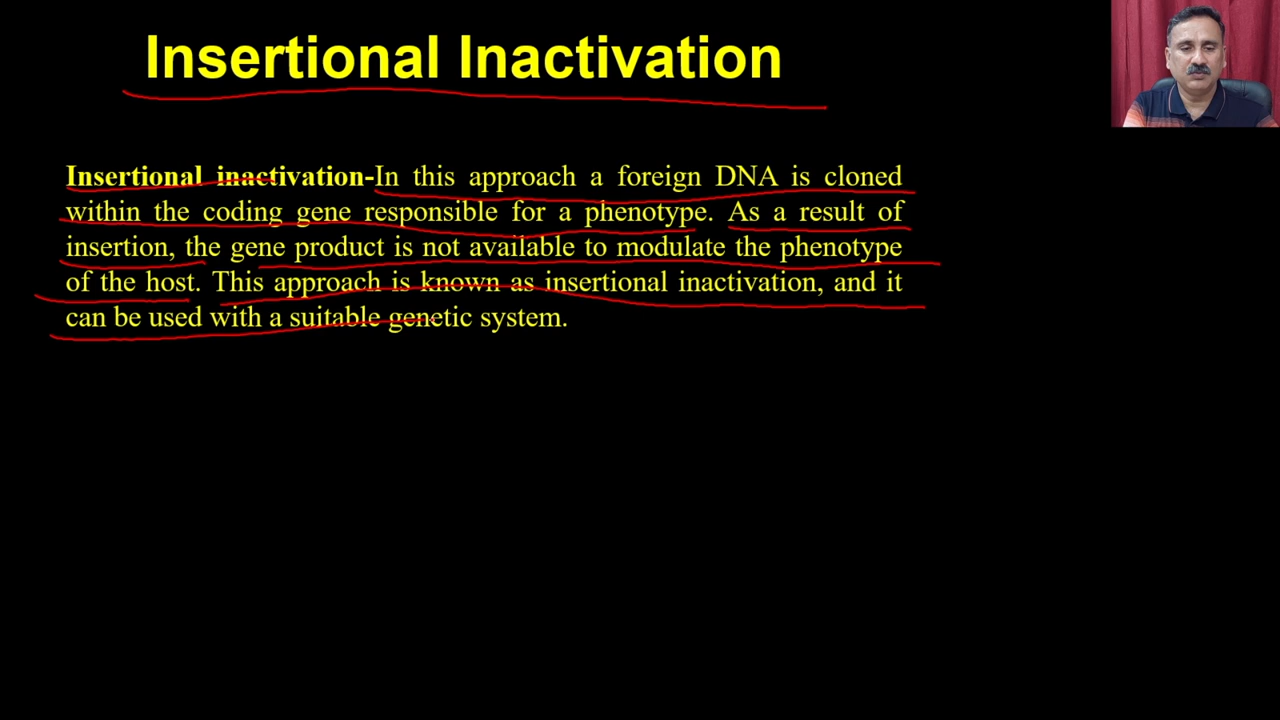 Insertional Inactivation
Insertional inactivation-In this approach a foreign DNA is cloned
within the coding gene responsible for a phenotype. As a result of
insertion, the gene product is not available to modulate the phenotype
of the host. This approach is known as insertional inactivation, and it
can be used with a suitable genetic system.